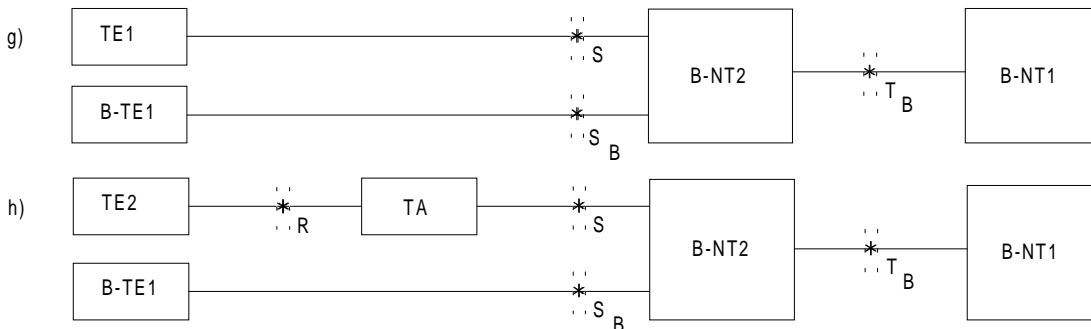 g)
TE1
S
B-NT2
B-NT1
T B
B-TE1
S B
h)
TE2
R
TA
S
B-NT2
B-NT1
T B
B-TE1
S B